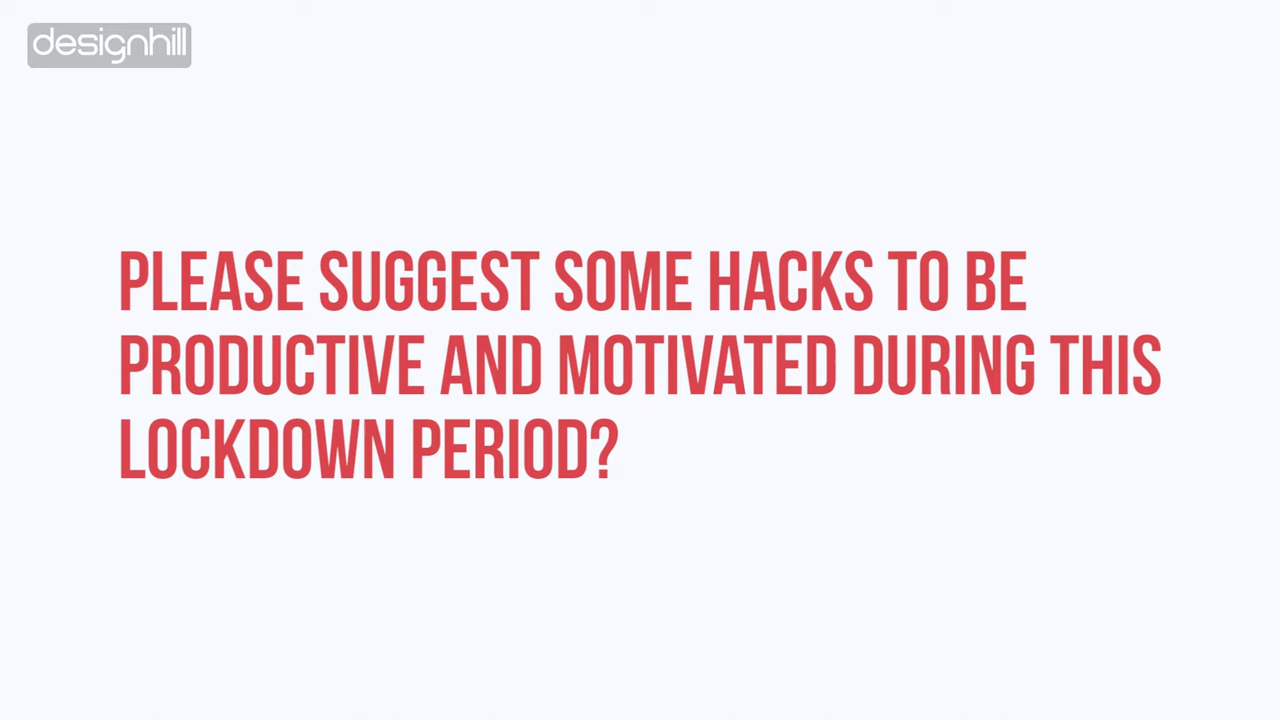 designhill
PLEASE SUGGEST SOME HACKS TO BE
PRODUCTIVE AND MOTIVATED DURING THIS
LOCKDOWN PERIOD?